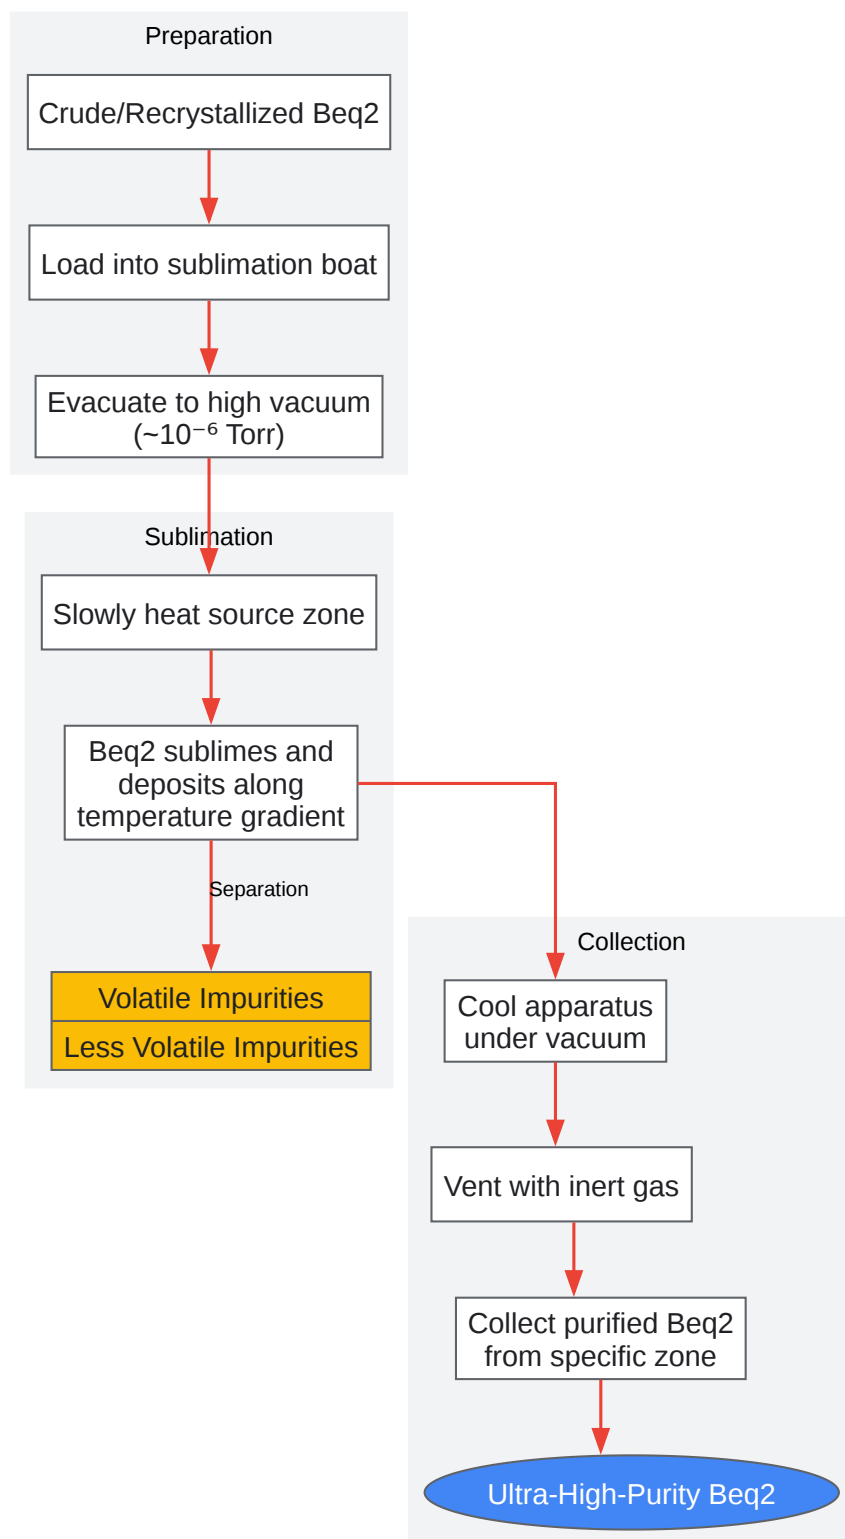 Preparation
Crude/Recrystallized Beq2
Load into sublimation boat
Evacuate to high vacuum
(~10⁻⁶ Torr)
Sublimation
Slowly heat source zone
Beq2 sublimes and
deposits along
temperature gradient
Separation
Volatile Impurities
Less Volatile Impurities
Collection
Cool apparatus
under vacuum
Vent with inert gas
Collect purified Beq2
from specific zone
Ultra-High-Purity Beq2